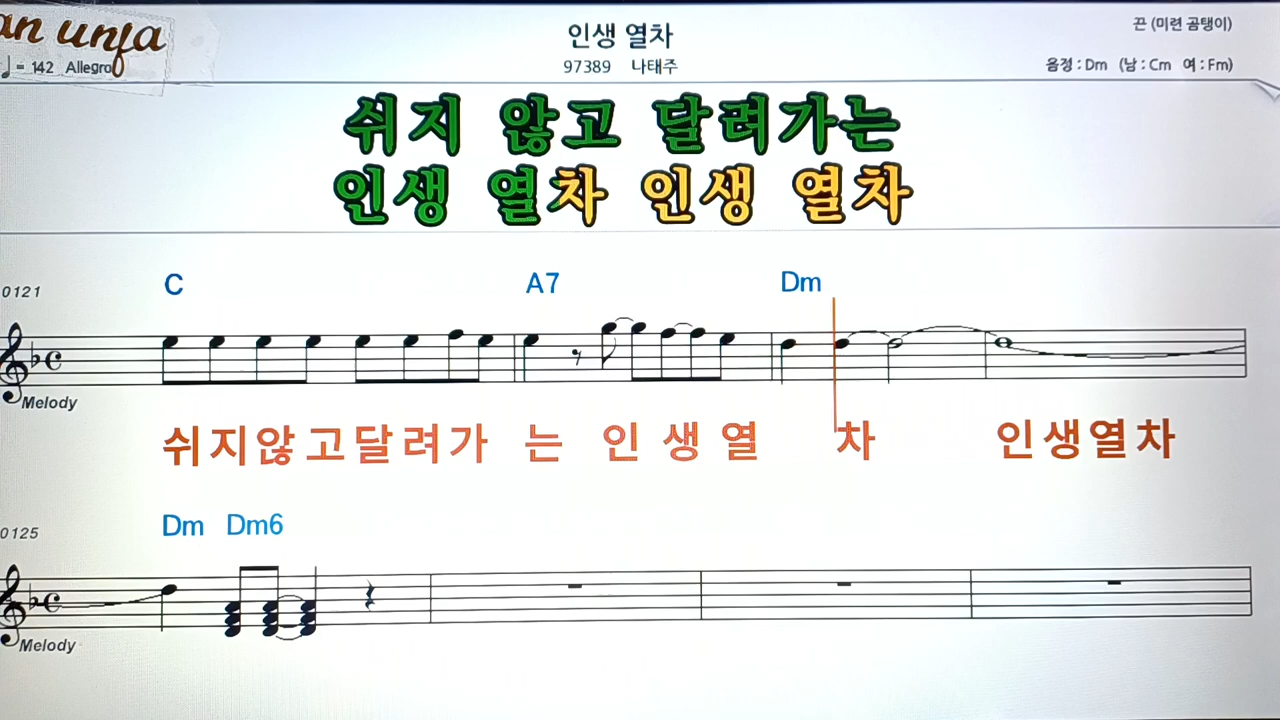 an unfa
인생 열차
끈 (미련 곰탱이)
♩= 142 Allegro
97389 나태주
음정 : Dm (남 : Cm 여 : Fm)
쉬지 않고 달려가는
인생 열차 인생 열차
C A7 Dm
0121
Melody
쉬지않고달려가 는 인 생 열 차 인생열차
0125
Dm Dm6
Melody